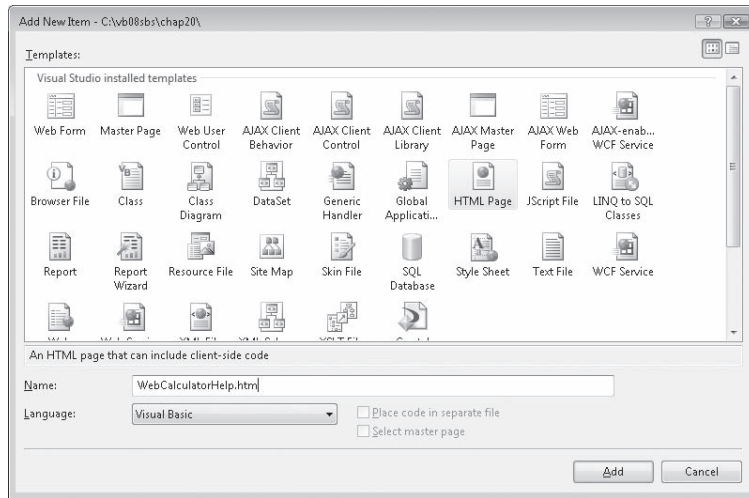 Add New Item - C:\vb08sbs\chap20\
Templates:
Visual Studio installed templates
Web Form
Master Page
Web User Control
AJAX Client Behavior
AJAX Client Control
AJAX Client Library
AJAX Master Page
AJAX Web Form
AJAX-enab... WCF Service
Browser File
Class
Class Diagram
DataSet
Generic Handler
Global Applicati...
HTML Page
JScript File
LINQ to SQL Classes
Report
Report Wizard
Resource File
Site Map
Skin File
SQL Database
Style Sheet
Text File
WCF Service
An HTML page that can include client-side code
Name:
WebCalculatorHelp.htm
Language:
Visual Basic
Place code in separate file
Select master page
Add
Cancel